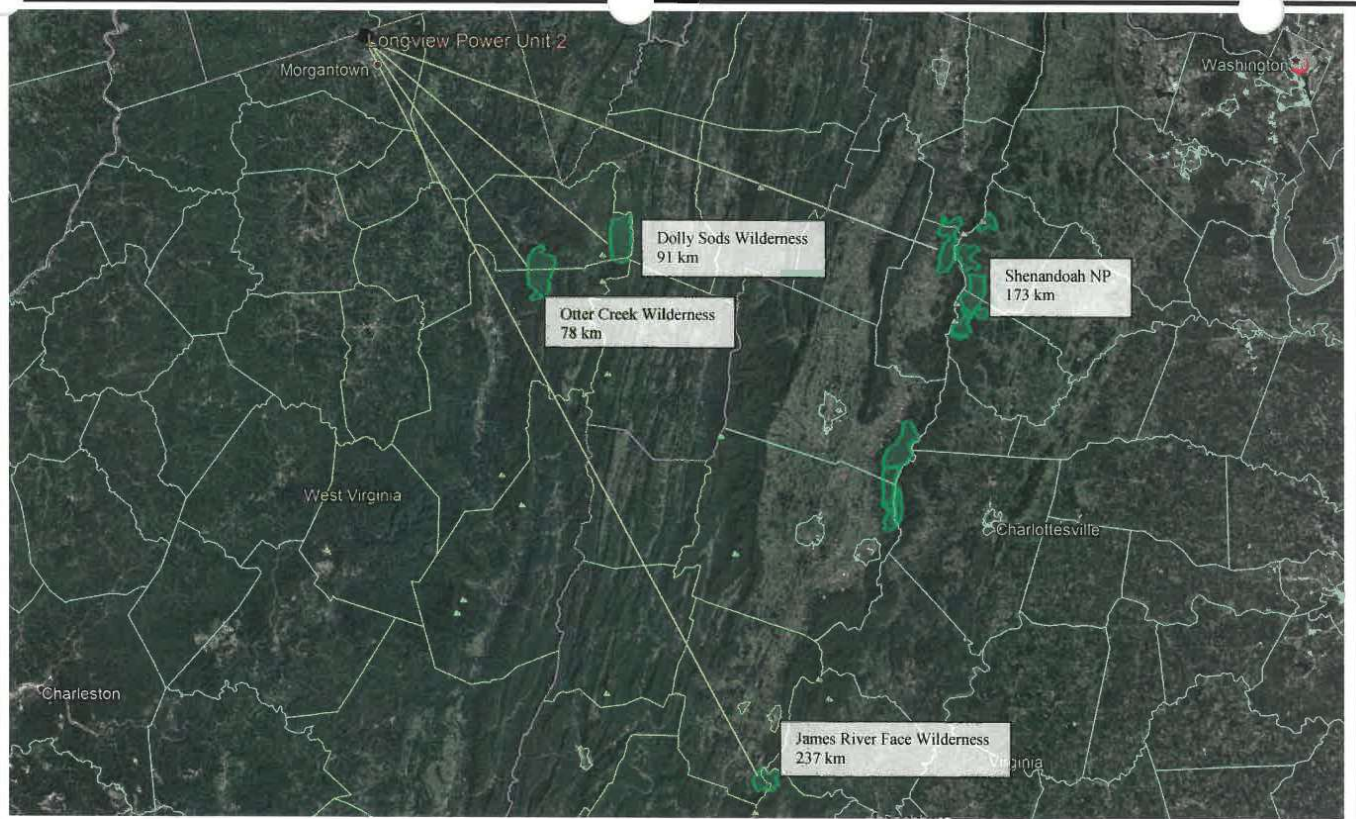 Longview Power Unit 2
Morgantown
Washington
Dolly Sods Wilderness
91 km
Shenandoah NP
173 km
Otter Creek Wilderness
78 km
West Virginia
Charlottesville
Charleston
James River Face Wilderness
237 km
Virginia